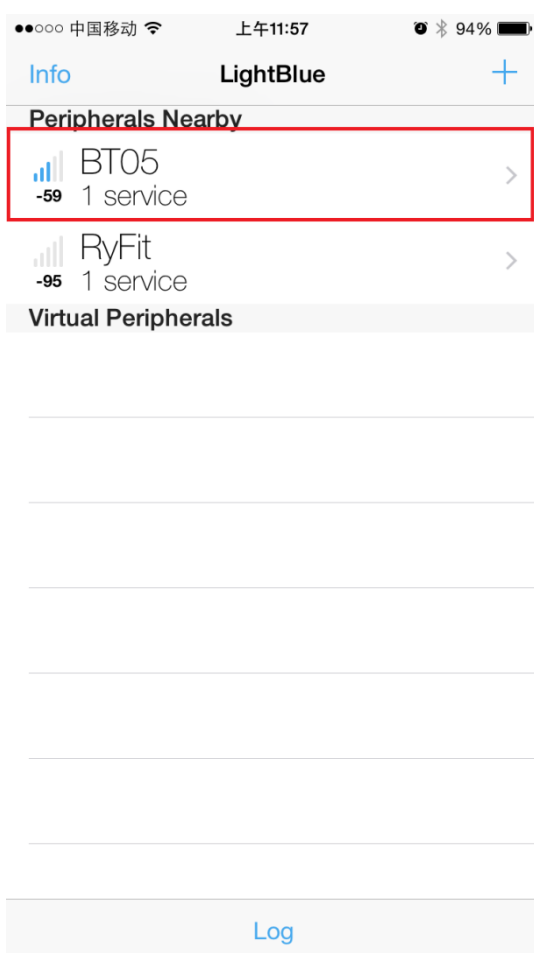 中国移动 上午11:57 94%
Info LightBlue +
Peripherals Nearby
BT05
-59 1 service
RyFit
-95 1 service
Virtual Peripherals
Log